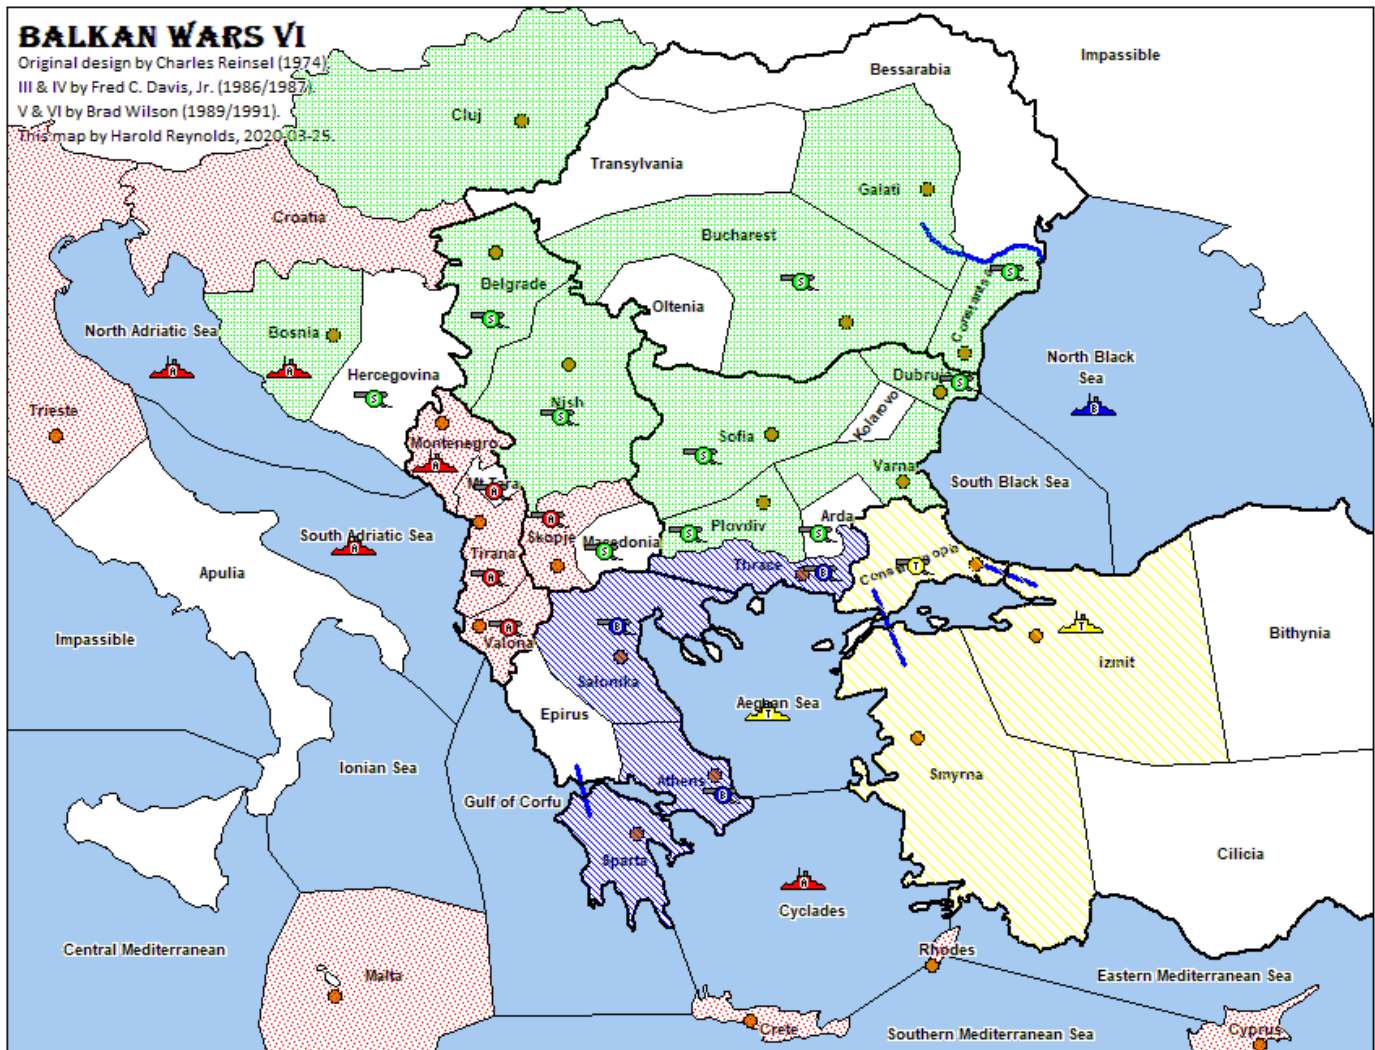 BALKAN WARS VI
Original design by Charles Reinsel (1974)
III & IV by Fred C. Davis, Jr. (1986/1987).
V & VI by Brad Wilson (1989/1991).
This map by Harold Reynolds, 2020-03-25.
Impassible
Bessarabia
Cluj
Transylvania
Galati
Croatia
Bucharest
Belgrade
Constanta
Oltenia
North Adriatic Sea
Bosnia
Hercegovina
North Black
Sea
Dubruja
Trieste
Nish
Kolarovo
Sofia
Montenegro
Varna
Mt Tara
South Black Sea
Arda
Plovdiv
South Adriatic Sea
Skopje
Macedonia
Tirana
Thrace
Constantinople
Apulia
Impassible
Valona
Bithynia
Izmit
Salonika
Aegean Sea
Epirus
Ionian Sea
Athens
Smyrna
Gulf of Corfu
Sparta
Cilicia
Cyclades
Central Mediterranean
Rhodes
Malta
Eastern Mediterranean Sea
Crete
Southern Mediterranean Sea
Cyprus
S
S
S
S
S
S
S
S
S
S
A
A
A
A
A
A
A
A
A
B
B
B
B
T
T
T